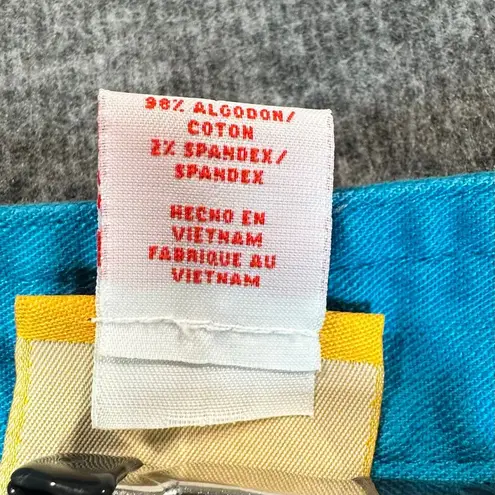 98% ALGODON/
COTON
2% SPANDEX/
SPANDEX
HECHO EN
VIETNAM
FABRIQUE AU
VIETNAM